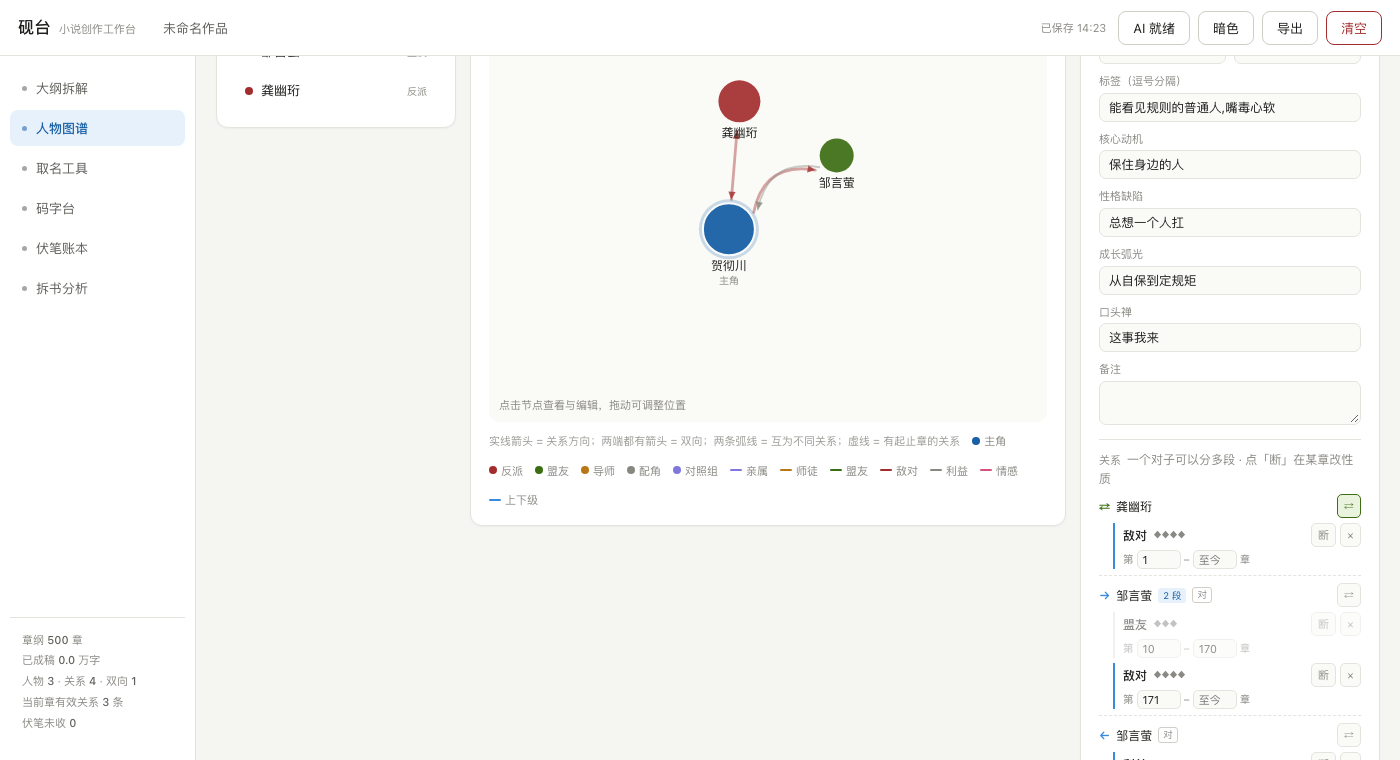 砚台 小说创作工作台 未命名作品 已保存 14:23 AI 就绪 暗色 导出 清空
大纲拆解
人物图谱
取名工具
码字台
伏笔账本
拆书分析
章纲 500 章
已成稿 0.0 万字
人物 3 · 关系 4 · 双向 1
当前章有效关系 3 条
伏笔未收 0
龚幽珩 反派
龚幽珩
邹言萤
贺彻川
主角
点击节点查看与编辑，拖动可调整位置
实线箭头 = 关系方向；两端都有箭头 = 双向；两条弧线 = 互为不同关系；虚线 = 有起止章的关系 主角
反派 盟友 导师 配角 对照组 亲属 师徒 盟友 敌对 利益 情感
上下级
标签（逗号分隔）
能看见规则的普通人,嘴毒心软
核心动机
保住身边的人
性格缺陷
总想一个人扛
成长弧光
从自保到定规矩
口头禅
这事我来
备注
关系 一个对子可以分多段 · 点「断」在某章改性
质
⇄ 龚幽珩 ⇄
敌对 ◆◆◆◆ 断 ×
第 1 – 至今 章
→ 邹言萤 2 段 对 ⇄
盟友 ◆◆◆ 断 ×
第 10 – 170 章
敌对 ◆◆◆◆ 断 ×
第 171 – 至今 章
← 邹言萤 对 ⇄